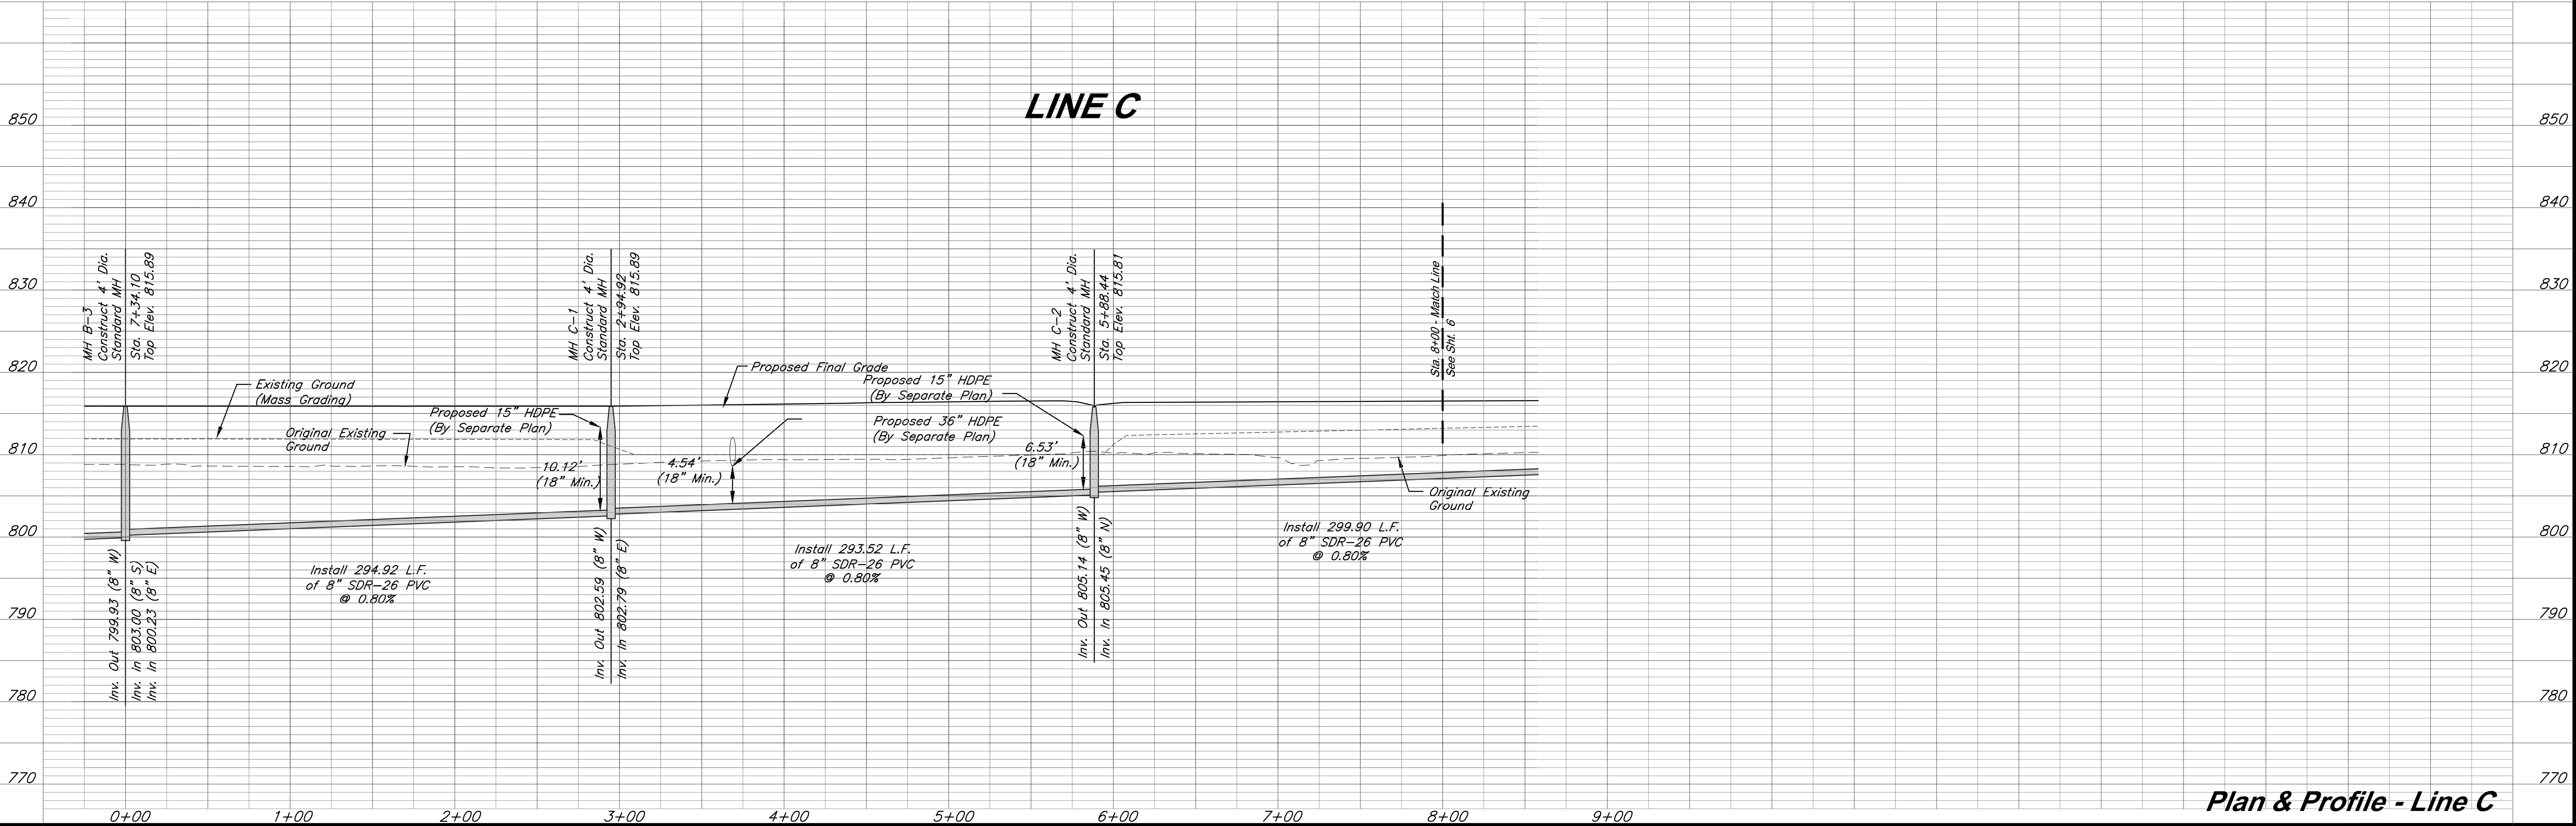 LINE C
850
850
840
840
830
830
820
820
810
810
800
800
790
790
780
780
770
770
MH B-3
Construct 4' Dia.
Standard MH
Sta. 7+34.10
Top Elev. 815.89
MH C-1
Construct 4' Dia.
Standard MH
Sta. 2+94.92
Top Elev. 815.89
MH C-2
Construct 4' Dia.
Standard MH
Sta. 5+88.44
Top Elev. 815.81
Sta. 8+00 - Match Line
See Sht. 6
Existing Ground
(Mass Grading)
Original Existing
Ground
Proposed 15" HDPE
(By Separate Plan)
Proposed Final Grade
Proposed 15" HDPE
(By Separate Plan)
Proposed 36" HDPE
(By Separate Plan)
10.12'
(18" Min.)
4.54'
(18" Min.)
6.53'
(18" Min.)
Original Existing
Ground
Install 294.92 L.F.
of 8" SDR-26 PVC
@ 0.80%
Install 293.52 L.F.
of 8" SDR-26 PVC
@ 0.80%
Install 299.90 L.F.
of 8" SDR-26 PVC
@ 0.80%
Inv. Out 799.93 (8" W)
Inv. In 803.00 (8" S)
Inv. In 800.23 (8" E)
Inv. Out 802.59 (8" W)
Inv. In 802.79 (8" E)
Inv. Out 805.14 (8" W)
Inv. In 805.45 (8" N)
0+00
1+00
2+00
3+00
4+00
5+00
6+00
7+00
8+00
9+00
Plan & Profile - Line C